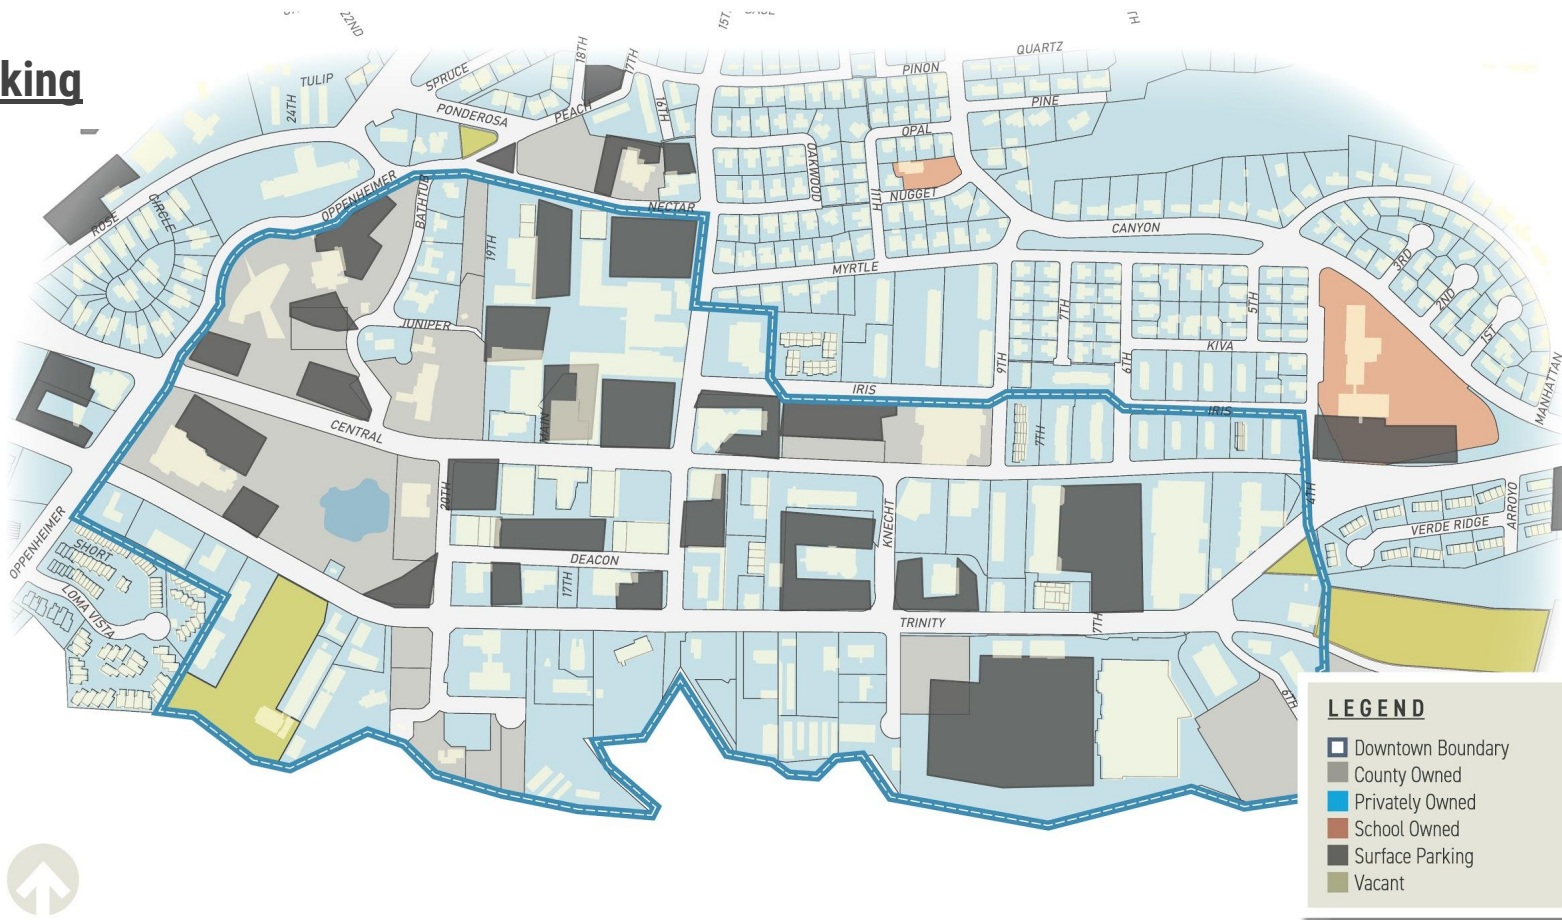 22ND
TH
QUARTZ
18TH
17TH
PINON
king
TULIP
SPRUCE
24TH
PONDEROSA
PEACH
16TH
PINE
OPAL
OAKWOOD
11TH
NUGGET
OPPENHEIMER
BATHTUB
NECTAR
ROSE
CIRCLE
CANYON
19TH
MYRTLE
3RD
2ND
1ST
7TH
5TH
JUNIPER
KIVA
9TH
6TH
IRIS
MANHATTAN
IRIS
MAIN
CENTRAL
7TH
20TH
4TH
KNECHT
ARROYO
VERDE RIDGE
OPPENHEIMER
SHORT
DEACON
17TH
LOMA VISTA
TRINITY
7TH
6TH
LEGEND
Downtown Boundary
County Owned
Privately Owned
School Owned
Surface Parking
Vacant